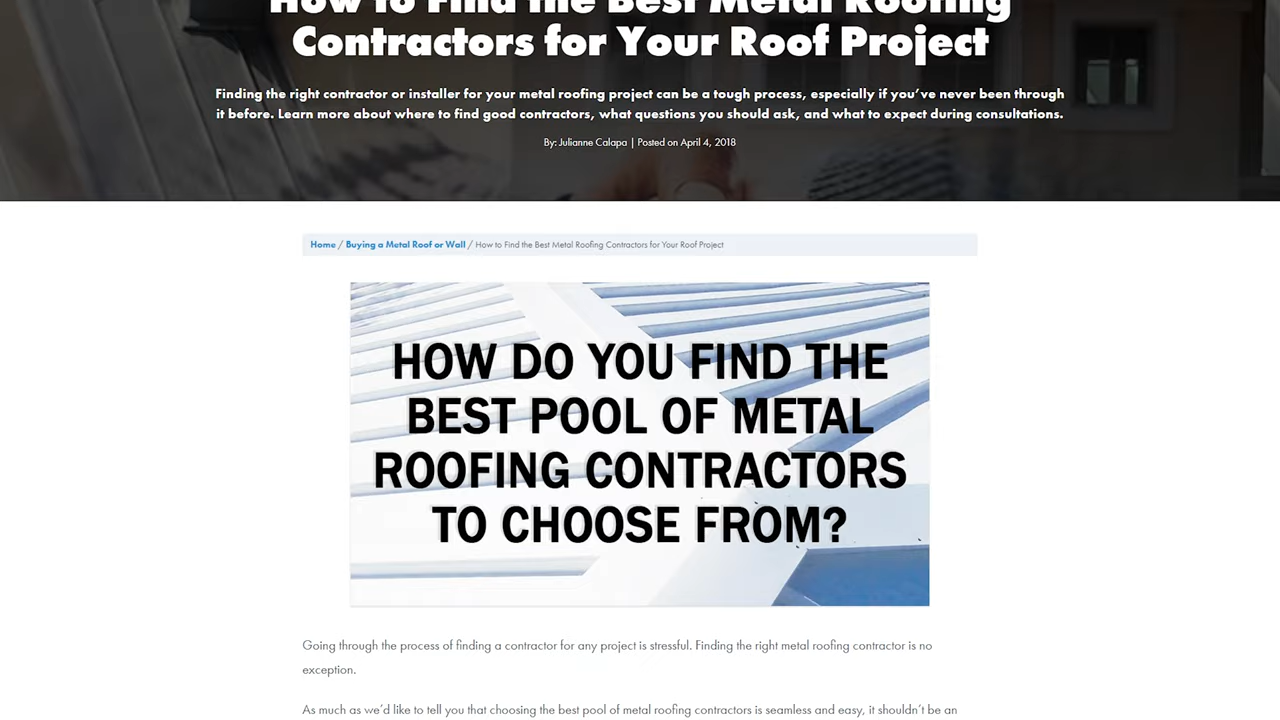 How to Find the Best Metal Roofing
Contractors for Your Roof Project
Finding the right contractor or installer for your metal roofing project can be a tough process, especially if you’ve never been through
it before. Learn more about where to find good contractors, what questions you should ask, and what to expect during consultations.
By: Julianne Calapa | Posted on April 4, 2018
Home / Buying a Metal Roof or Wall / How to Find the Best Metal Roofing Contractors for Your Roof Project
HOW DO YOU FIND THE
BEST POOL OF METAL
ROOFING CONTRACTORS
TO CHOOSE FROM?
Going through the process of finding a contractor for any project is stressful. Finding the right metal roofing contractor is no
exception.
As much as we’d like to tell you that choosing the best pool of metal roofing contractors is seamless and easy, it shouldn’t be an